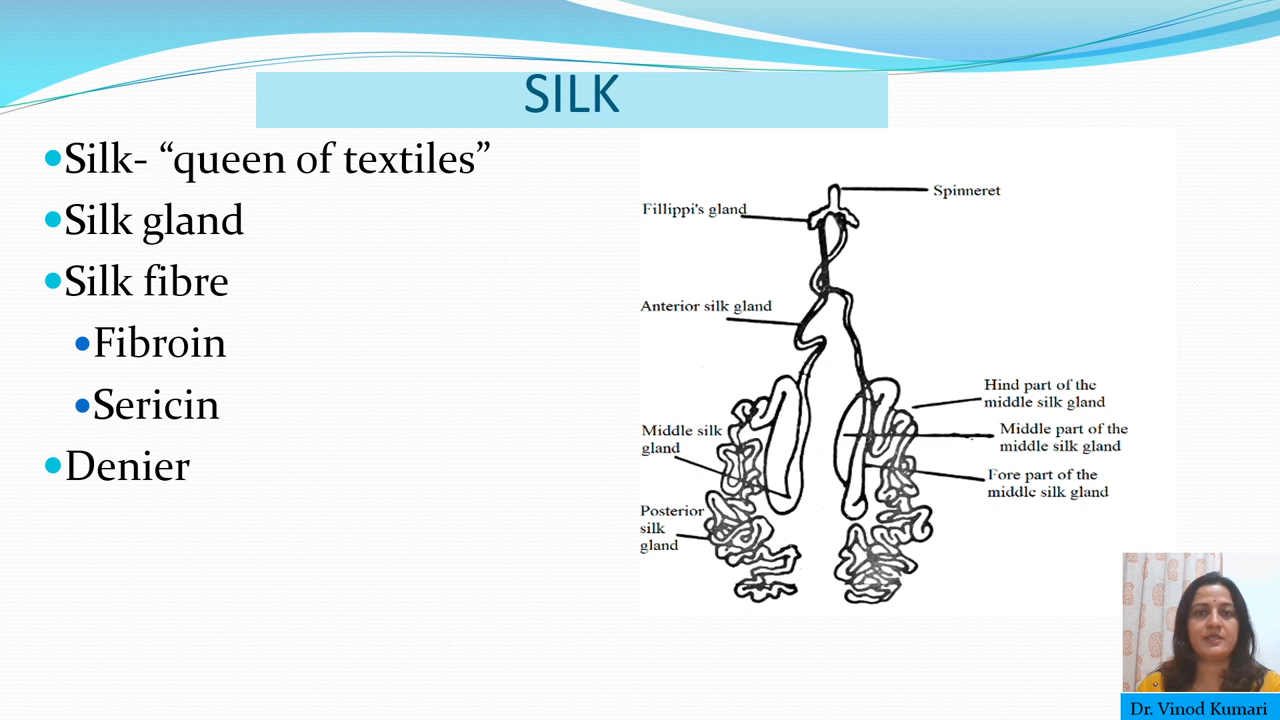 SILK
Silk- “queen of textiles”
Silk gland
Silk fibre
Fibroin
Sericin
Denier
Spinneret
Fillippi's gland
Anterior silk gland
Hind part of the
middle silk gland
Middle silk
gland
Middle part of the
middle silk gland
Fore part of the
middle silk gland
Posterior
silk
gland
Dr. Vinod Kumari